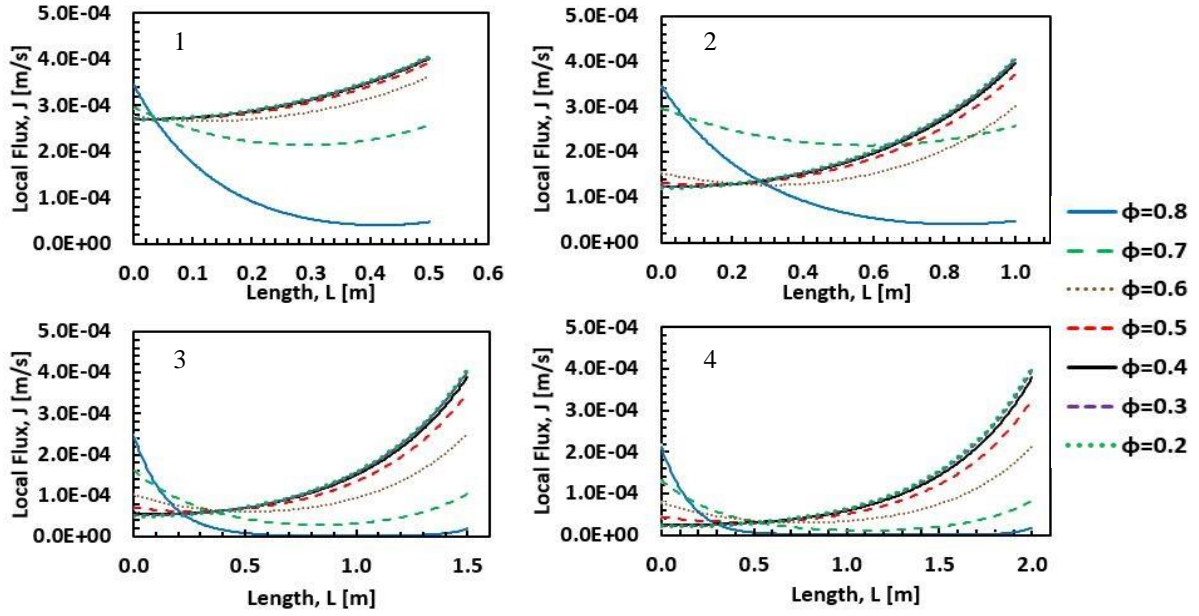 1
5.0E-04
4.0E-04
3.0E-04
2.0E-04
1.0E-04
0.0E+00
Local Flux, J [m/s]
0.0 0.1 0.2 0.3 0.4 0.5 0.6
Length, L [m]
2
5.0E-04
4.0E-04
3.0E-04
2.0E-04
1.0E-04
0.0E+00
Local Flux, J [m/s]
0.0 0.2 0.4 0.6 0.8 1.0
Length, L [m]
3
5.0E-04
4.0E-04
3.0E-04
2.0E-04
1.0E-04
0.0E+00
Local Flux, J [m/s]
0.0 0.5 1.0 1.5
Length, L [m]
4
5.0E-04
4.0E-04
3.0E-04
2.0E-04
1.0E-04
0.0E+00
Local Flux, J [m/s]
0.0 0.5 1.0 1.5 2.0
Length, L [m]
ϕ=0.8
ϕ=0.7
ϕ=0.6
ϕ=0.5
ϕ=0.4
ϕ=0.3
ϕ=0.2